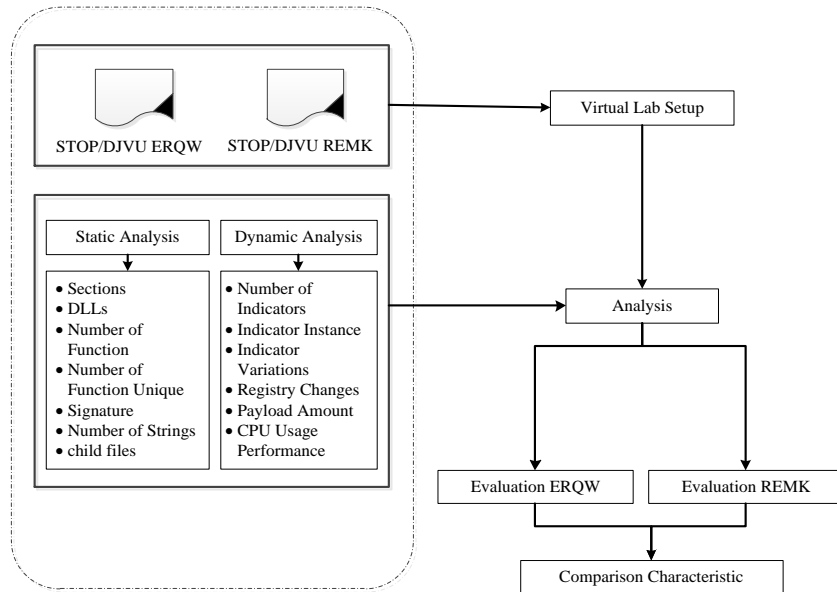 STOP/DJVU ERQW
STOP/DJVU REMK
Virtual Lab Setup
Static Analysis
• Sections
• DLLs
• Number of
Function
• Number of
Function Unique
• Signature
• Number of Strings
• child files
Dynamic Analysis
• Number of
Indicators
• Indicator Instance
• Indicator
Variations
• Registry Changes
• Payload Amount
• CPU Usage
Performance
Analysis
Evaluation ERQW
Evaluation REMK
Comparison Characteristic